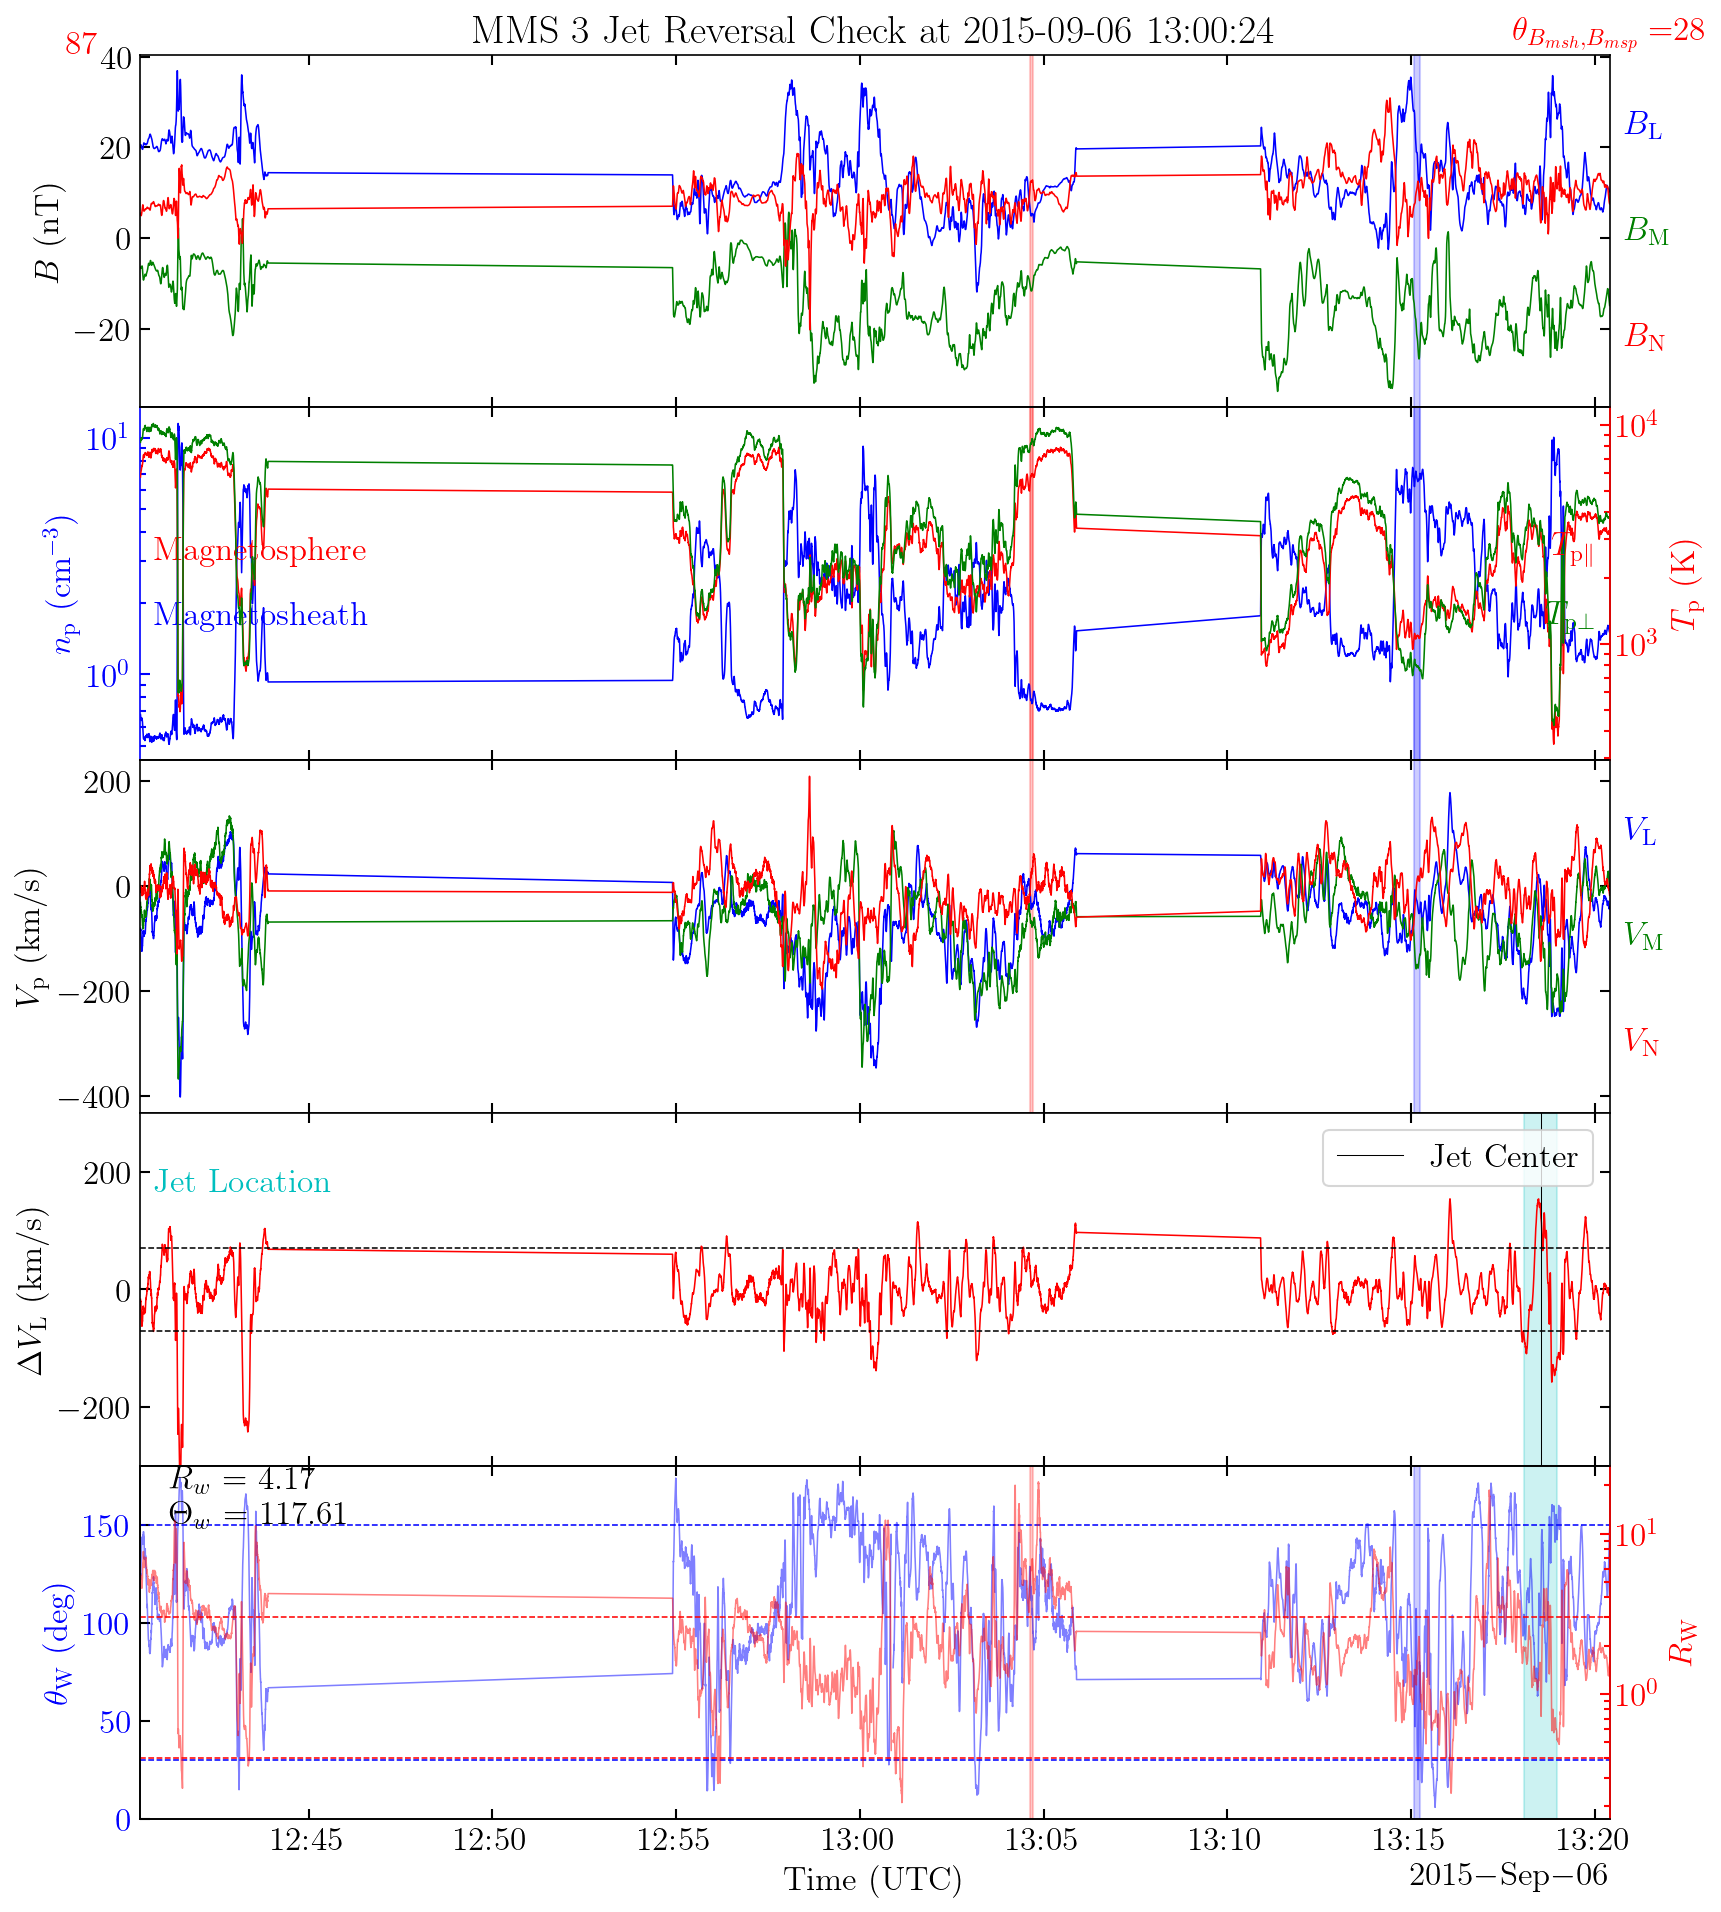 MMS 3 Jet Reversal Check at 2015-09-06 13:00:24
87
θ_{B_{msh},B_{msp}} =28
40
20
0
−20
B (nT)
B_L
B_M
B_N
10^1
10^0
n_p (cm^{−3})
Magnetosphere
Magnetosheath
10^4
10^3
T_{p∥}
T_{p⊥}
T_p (K)
200
0
−200
−400
V_p (km/s)
V_L
V_M
V_N
Jet Location
Jet Center
200
0
−200
ΔV_L (km/s)
R_w = 4.17
Θ_w = 117.61
150
100
50
0
θ_W (deg)
10^1
10^0
R_W
12:45 12:50 12:55 13:00 13:05 13:10 13:15 13:20
2015−Sep−06
Time (UTC)